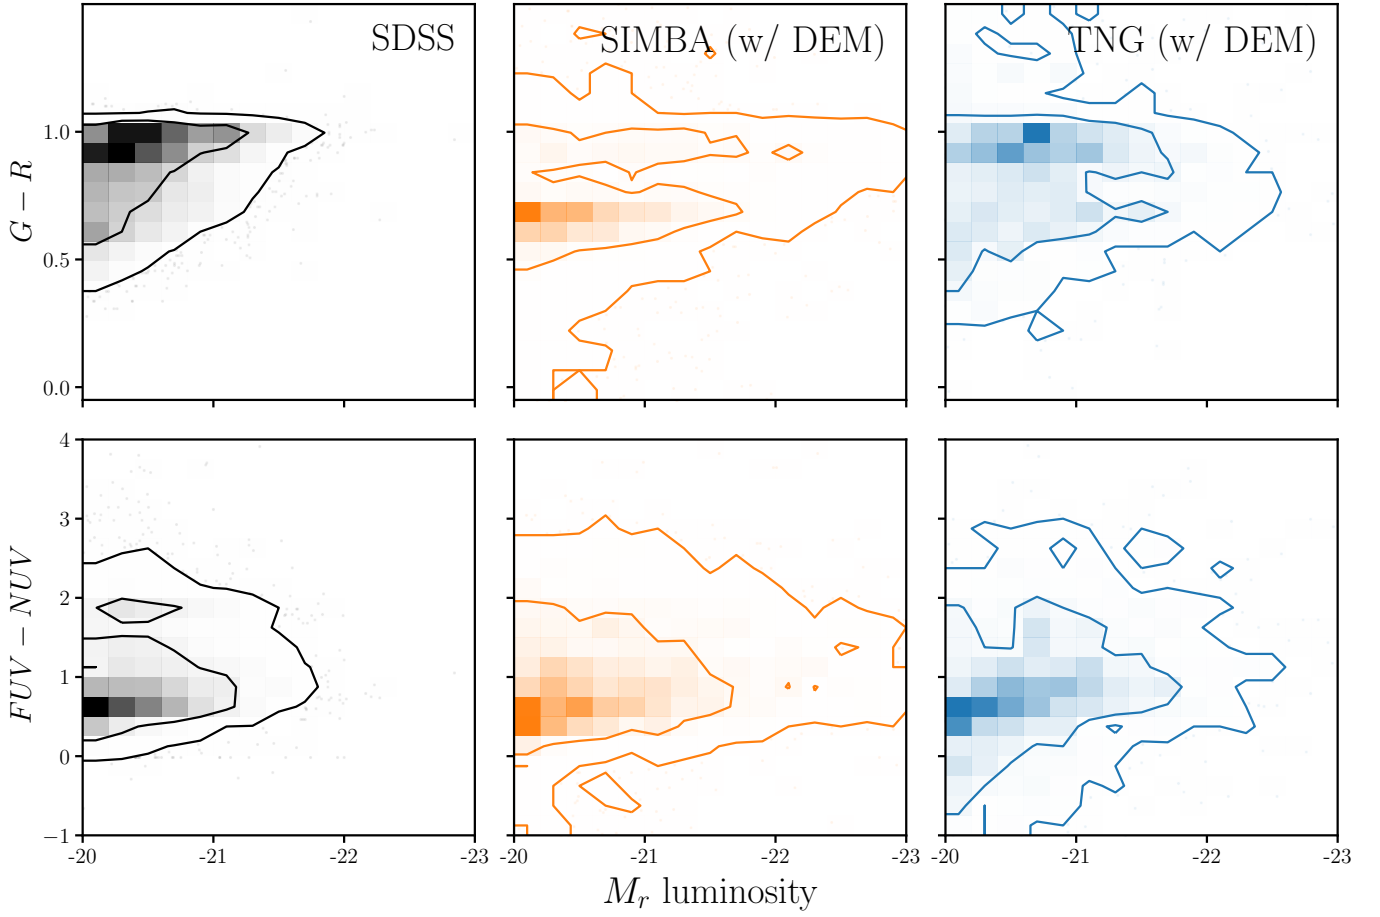 SDSS
SIMBA (w/ DEM)
TNG (w/ DEM)
G − R
1.0
0.5
0.0
FUV − NUV
4
3
2
1
0
−1
-20 -21 -22 -23
-20 -21 -22 -23
-20 -21 -22 -23
M_r luminosity